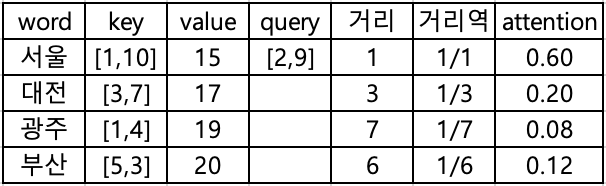 word key value query 거리 거리역 attention
서울 [1,10] 15 [2,9] 1 1/1 0.60
대전 [3,7] 17 3 1/3 0.20
광주 [1,4] 19 7 1/7 0.08
부산 [5,3] 20 6 1/6 0.12